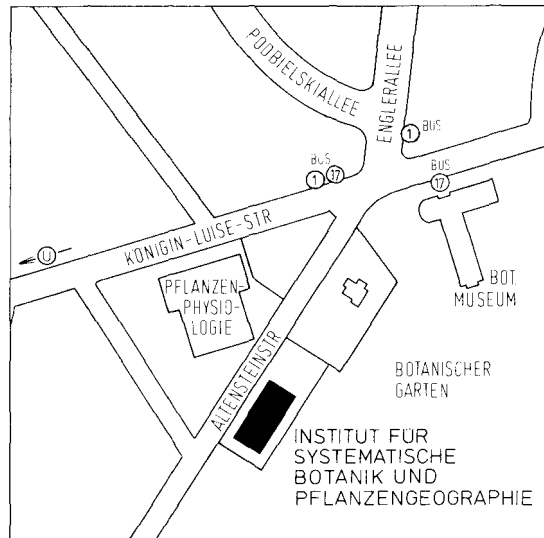 PODBIELSKIALLEE
ENGLERALLEE
1
BUS
BUS
1
17
BUS
17
KÖNIGIN-LUISE-STR
U
PFLANZEN-
PHYSIO-
LOGIE
BOT.
MUSEUM
ALTENSTEINSTR
BOTANISCHER
GARTEN
INSTITUT FÜR
SYSTEMATISCHE
BOTANIK UND
PFLANZENGEOGRAPHIE